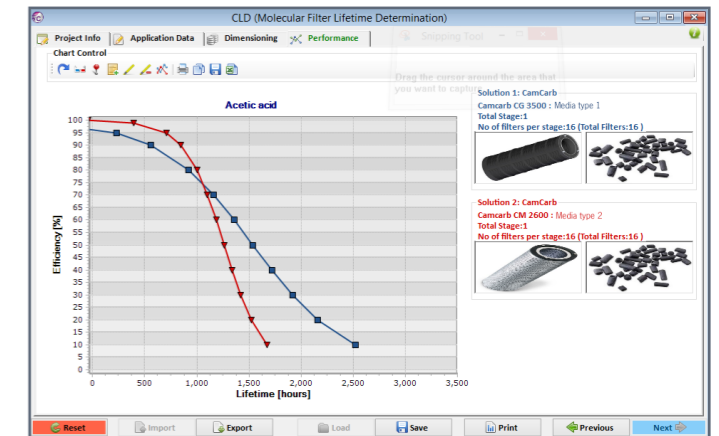 CLD (Molecular Filter Lifetime Determination)
Project Info Application Data Dimensioning Performance
Snipping Tool
Chart Control
Drag the cursor around the area that
you want to capture.
Acetic acid
Efficiency [%]
100
95
90
85
80
75
70
65
60
55
50
45
40
35
30
25
20
15
10
5
0
0 500 1,000 1,500 2,000 2,500 3,000 3,500
Lifetime [hours]
Solution 1: CamCarb
Camcarb CG 3500 : Media type 1
Total Stage:1
No of filters per stage:16 (Total Filters:16 )
Solution 2: CamCarb
Camcarb CM 2600 : Media type 2
Total Stage:1
No of filters per stage:16 (Total Filters:16 )
Reset Import Export Load Save Print Previous Next